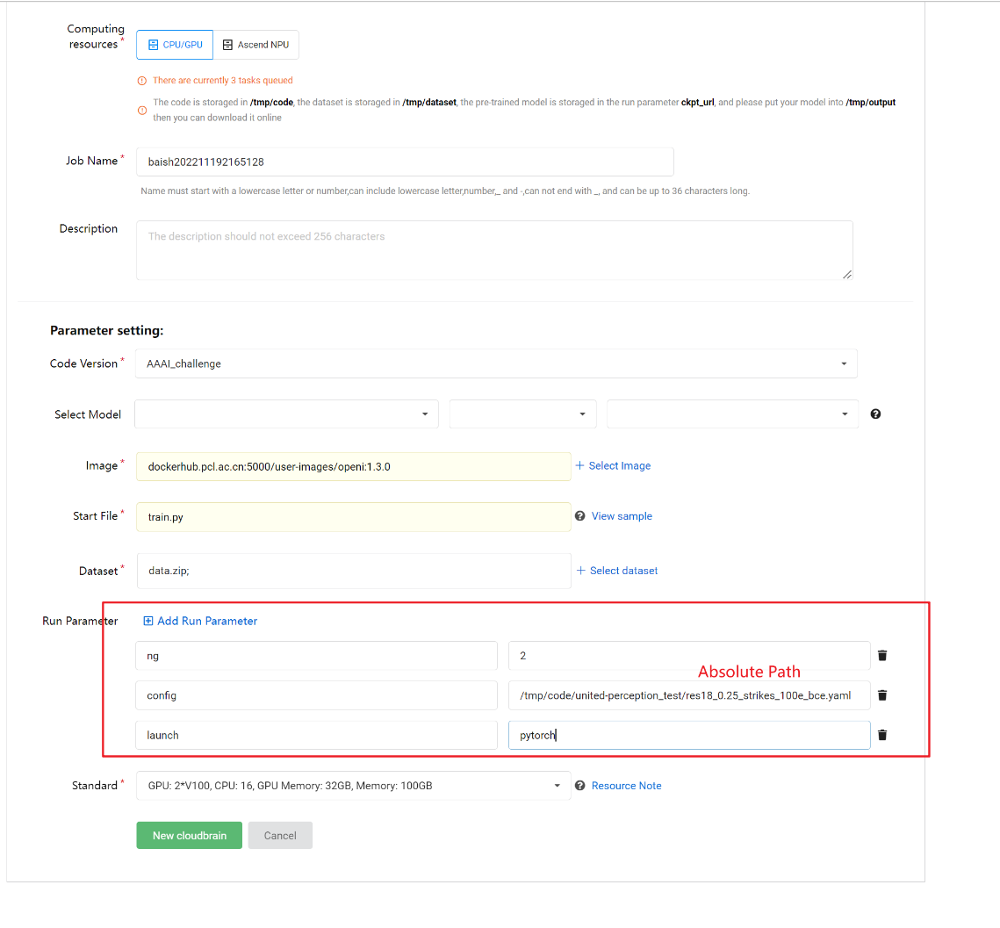 Computing
resources *
CPU/GPU
Ascend NPU
There are currently 3 tasks queued
The code is storaged in /tmp/code, the dataset is storaged in /tmp/dataset, the pre-trained model is storaged in the run parameter ckpt_url, and please put your model into /tmp/output
then you can download it online
Job Name *
baish202211192165128
Name must start with a lowercase letter or number,can include lowercase letter,number,_ and -,can not end with _, and can be up to 36 characters long.
Description
The description should not exceed 256 characters
Parameter setting:
Code Version *
AAAI_challenge
Select Model
Image *
dockerhub.pcl.ac.cn:5000/user-images/openi:1.3.0
+ Select Image
Start File *
train.py
View sample
Dataset *
data.zip;
+ Select dataset
Run Parameter
Add Run Parameter
ng
2
Absolute Path
config
/tmp/code/united-perception_test/res18_0.25_strikes_100e_bce.yaml
launch
pytorch
Standard *
GPU: 2*V100, CPU: 16, GPU Memory: 32GB, Memory: 100GB
Resource Note
New cloudbrain
Cancel